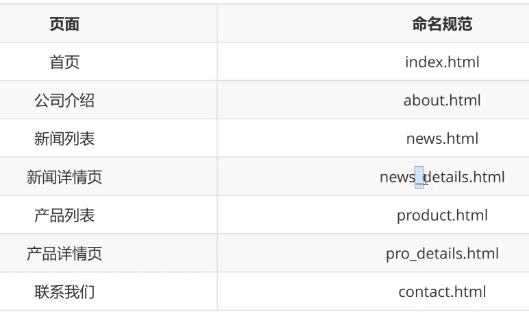 页面 命名规范
首页 index.html
公司介绍 about.html
新闻列表 news.html
新闻详情页 news_details.html
产品列表 product.html
产品详情页 pro_details.html
联系我们 contact.html